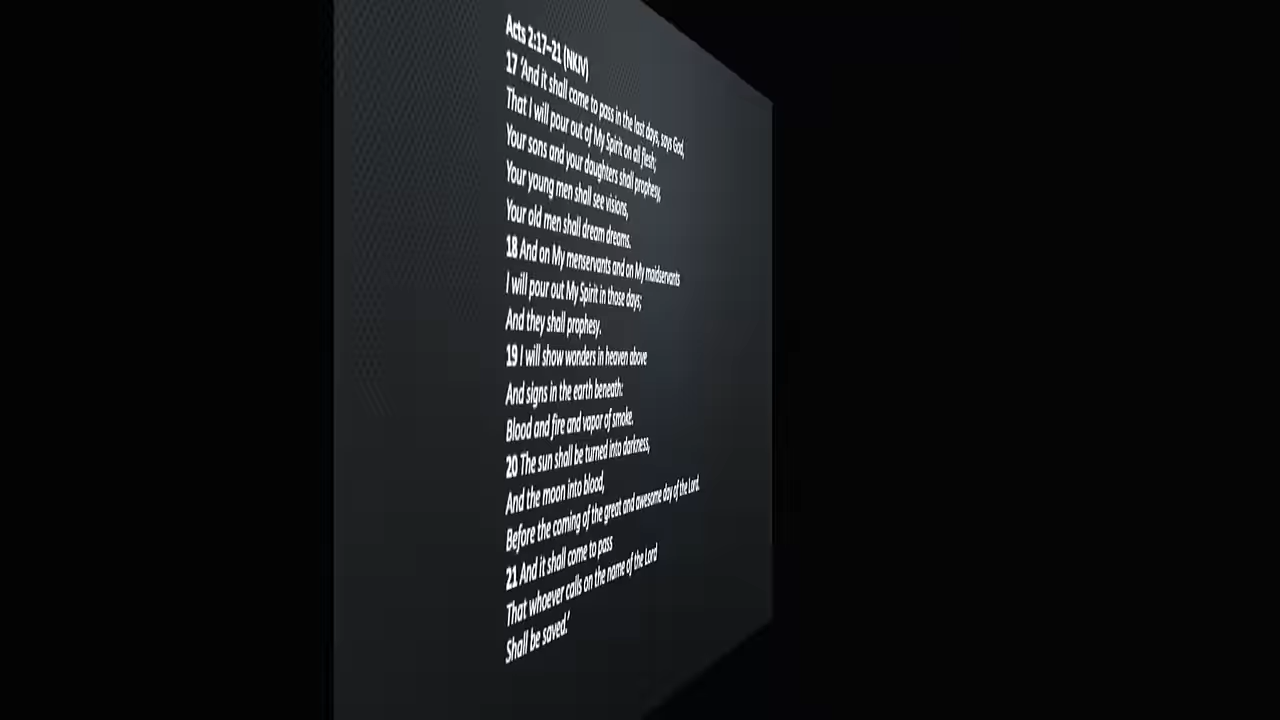 Acts 2:17–21 (NKJV)
17 ‘And it shall come to pass in the last days, says God,
That I will pour out of My Spirit on all flesh;
Your sons and your daughters shall prophesy,
Your young men shall see visions,
Your old men shall dream dreams.
18 And on My menservants and on My maidservants
I will pour out My Spirit in those days;
And they shall prophesy.
19 I will show wonders in heaven above
And signs in the earth beneath:
Blood and fire and vapor of smoke.
20 The sun shall be turned into darkness,
And the moon into blood,
Before the coming of the great and awesome day of the Lord.
21 And it shall come to pass
That whoever calls on the name of the Lord
Shall be saved.’